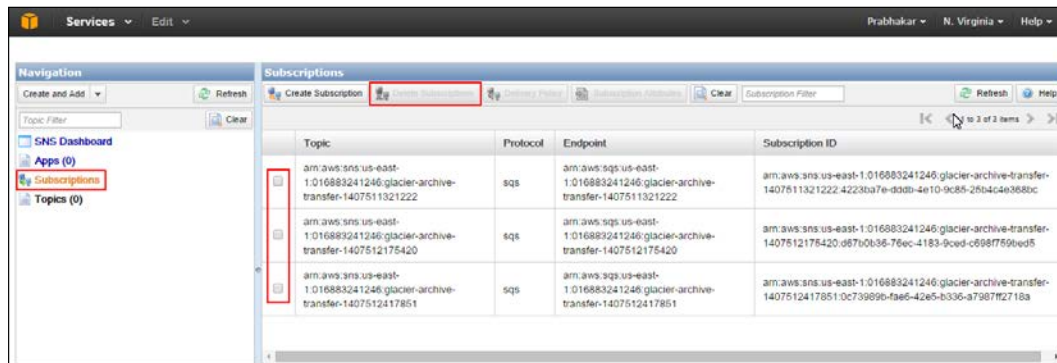 Services Edit Prabhakar N. Virginia Help
Navigation
Create and Add Refresh
Topic Filter Clear
SNS Dashboard
Apps (0)
Subscriptions
Topics (0)
Subscriptions
Create Subscription Delete Subscriptions Delivery Policy Subscription Attributes Clear Subscription Filter Refresh Help
to 3 of 3 items
Topic Protocol Endpoint Subscription ID
arn:aws:sns:us-east-
1:016883241246:glacier-archive-
transfer-1407511321222
sqs
arn:aws:sqs:us-east-
1:016883241246:glacier-archive-
transfer-1407511321222
arn:aws:sns:us-east-1:016883241246:glacier-archive-transfer-
1407511321222:4223ba7e-dddb-4e10-9c85-25b4c4e368bc
arn:aws:sns:us-east-
1:016883241246:glacier-archive-
transfer-1407512175420
sqs
arn:aws:sqs:us-east-
1:016883241246:glacier-archive-
transfer-1407512175420
arn:aws:sns:us-east-1:016883241246:glacier-archive-transfer-
1407512175420:d67b0b36-76ec-4183-9ced-c698f759bed5
arn:aws:sns:us-east-
1:016883241246:glacier-archive-
transfer-1407512417851
sqs
arn:aws:sqs:us-east-
1:016883241246:glacier-archive-
transfer-1407512417851
arn:aws:sns:us-east-1:016883241246:glacier-archive-transfer-
1407512417851:0c73989b-fae6-42e5-b336-a7987ff2718a